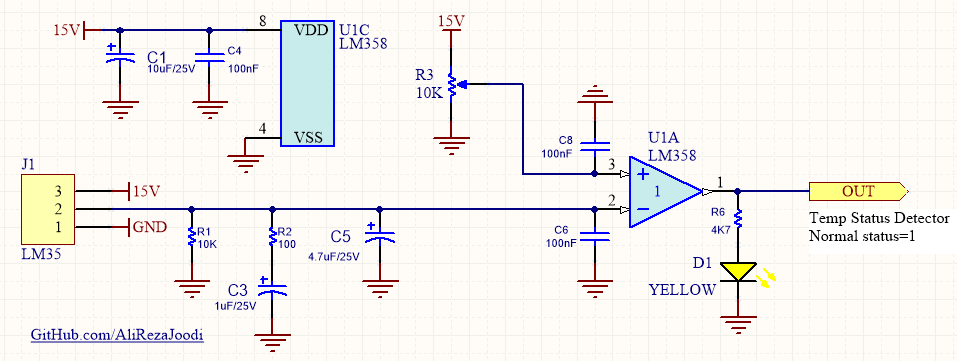 15V
8
VDD
U1C
LM358
C1
10uF/25V
C4
100nF
4
VSS
15V
R3
10K
C8
100nF
U1A
LM358
3
2
1
1
OUT
Temp Status Detector
Normal status=1
J1
3
2
1
LM35
15V
GND
R1
10K
R2
100
C5
4.7uF/25V
C3
1uF/25V
C6
100nF
R6
4K7
D1
YELLOW
GitHub.com/AliRezaJoodi